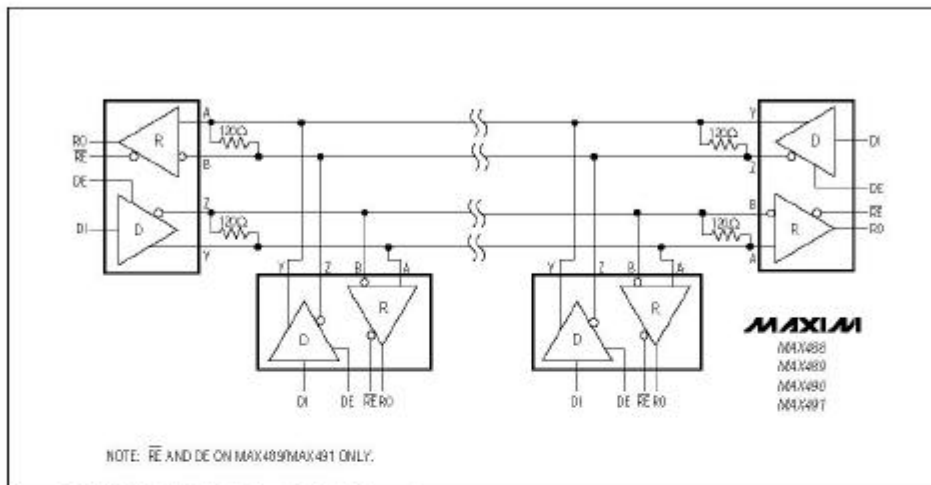 A Y
120Ω 120Ω
RO R D DI
RE B Z
DE DE
Z B RE
DI D 120Ω 120Ω R RO
Y A
Y Z B A Y Z B A
D R D R
DI DE RE RO DI DE RE RO
MAXIM
MAX488
MAX489
MAX490
MAX491
NOTE: RE AND DE ON MAX489/MAX491 ONLY.